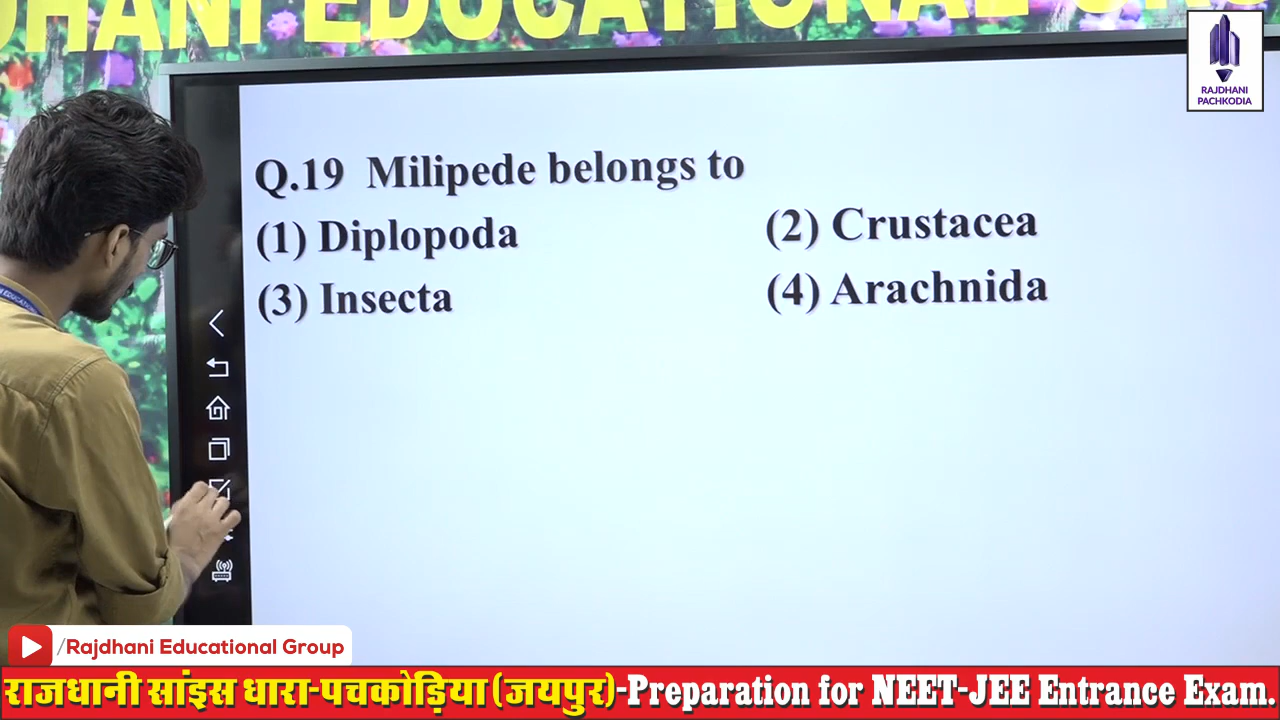 EDUCATIONAL
RAJDHANI
PACHKODIA
Q.19 Milipede belongs to
(1) Diplopoda (2) Crustacea
(3) Insecta (4) Arachnida
/Rajdhani Educational Group
राजधानी सांइस धारा-पचकोड़िया (जयपुर)-Preparation for NEET-JEE Entrance Exam.